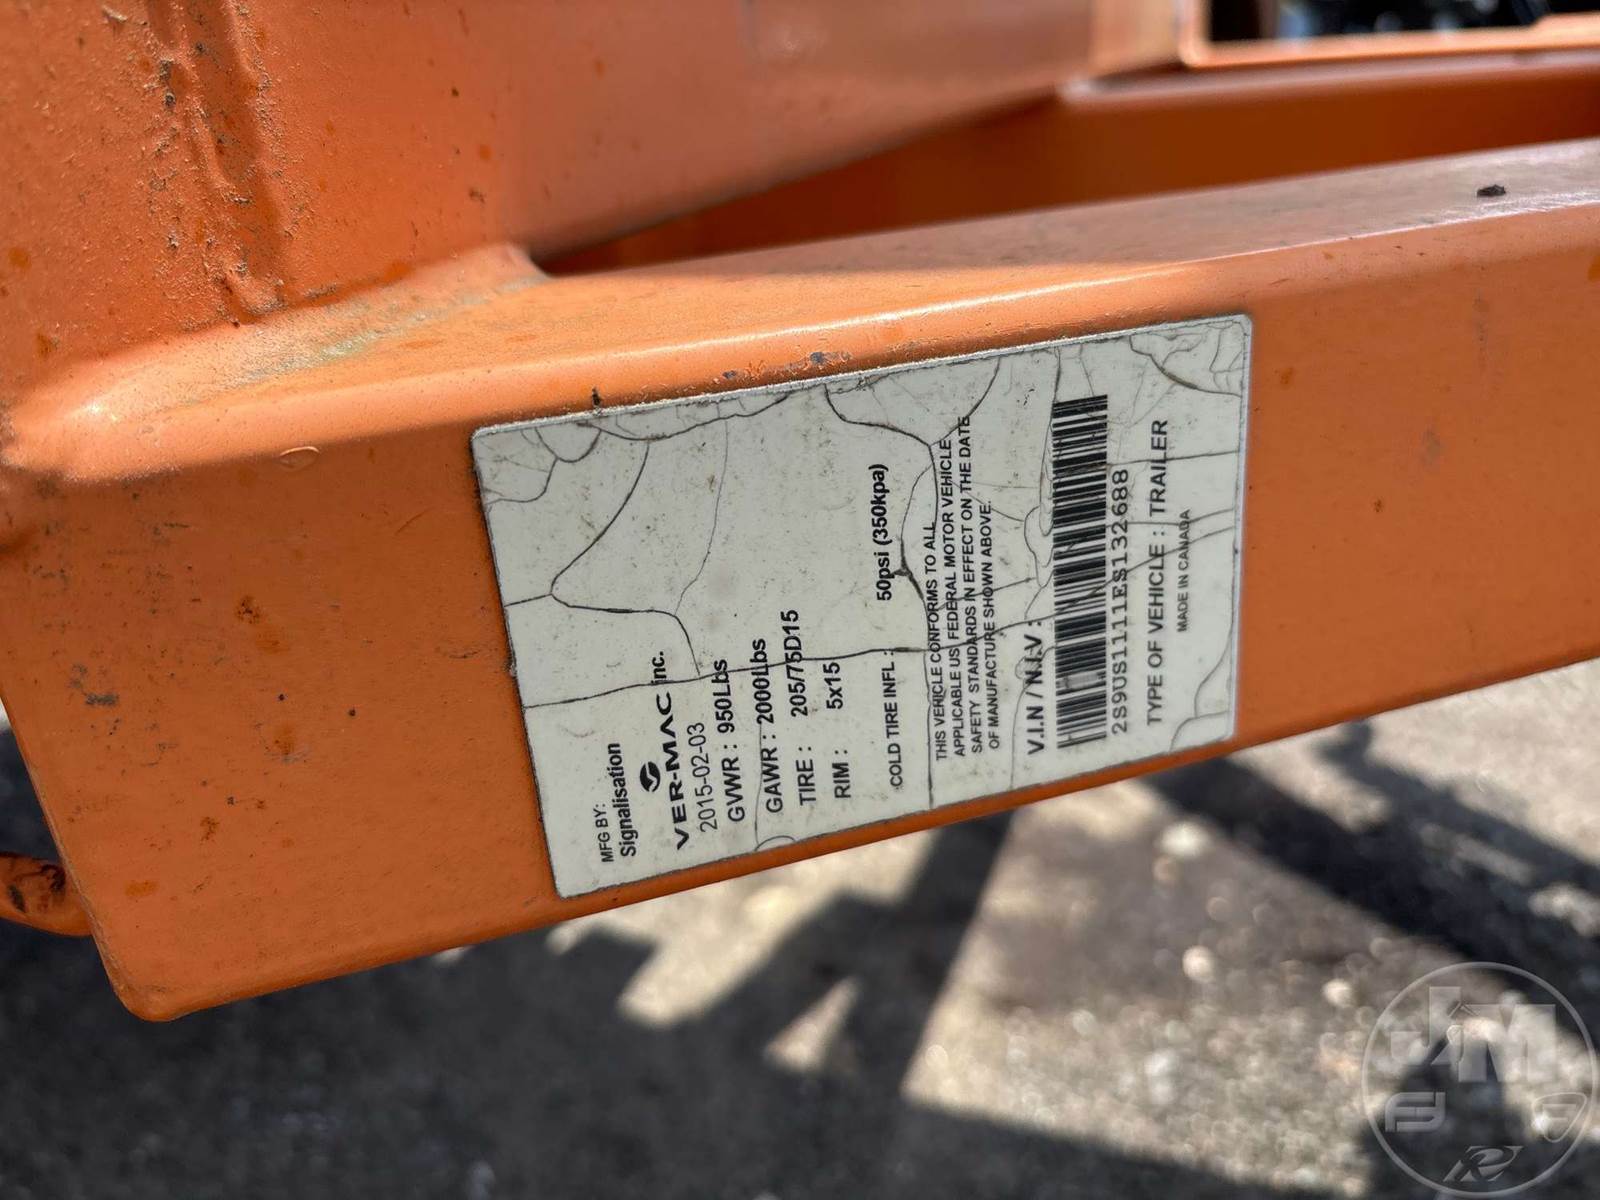 MFG BY:
Signalisation
VER-MAC inc.
2015-02-03
GVWR : 950Lbs
GAWR : 2000Lbs
TIRE : 205/75D15
RIM : 5x15
COLD TIRE INFL : 50psi (350kpa)
THIS VEHICLE CONFORMS TO ALL
APPLICABLE US FEDERAL MOTOR VEHICLE
SAFETY STANDARDS IN EFFECT ON THE DATE
OF MANUFACTURE SHOWN ABOVE.
V.I.N / N.I.V :
2S9US1111ES132688
TYPE OF VEHICLE : TRAILER
MADE IN CANADA
JM